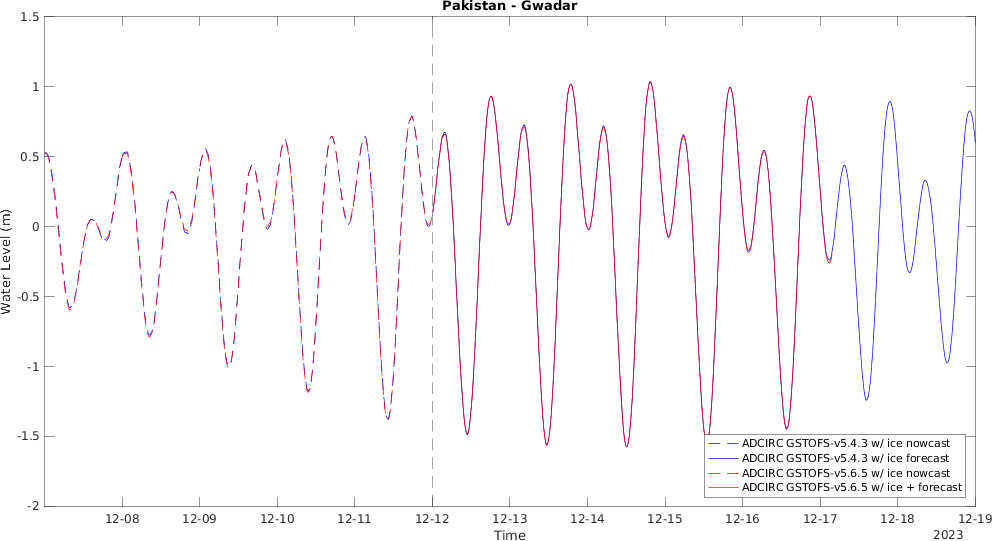 Pakistan - Gwadar
1.5
1
0.5
0
-0.5
-1
-1.5
-2
Water Level (m)
ADCIRC GSTOFS-v5.4.3 w/ ice nowcast
ADCIRC GSTOFS-v5.4.3 w/ ice forecast
ADCIRC GSTOFS-v5.6.5 w/ ice nowcast
ADCIRC GSTOFS-v5.6.5 w/ ice + forecast
12-08 12-09 12-10 12-11 12-12 12-13 12-14 12-15 12-16 12-17 12-18 12-19
Time
2023